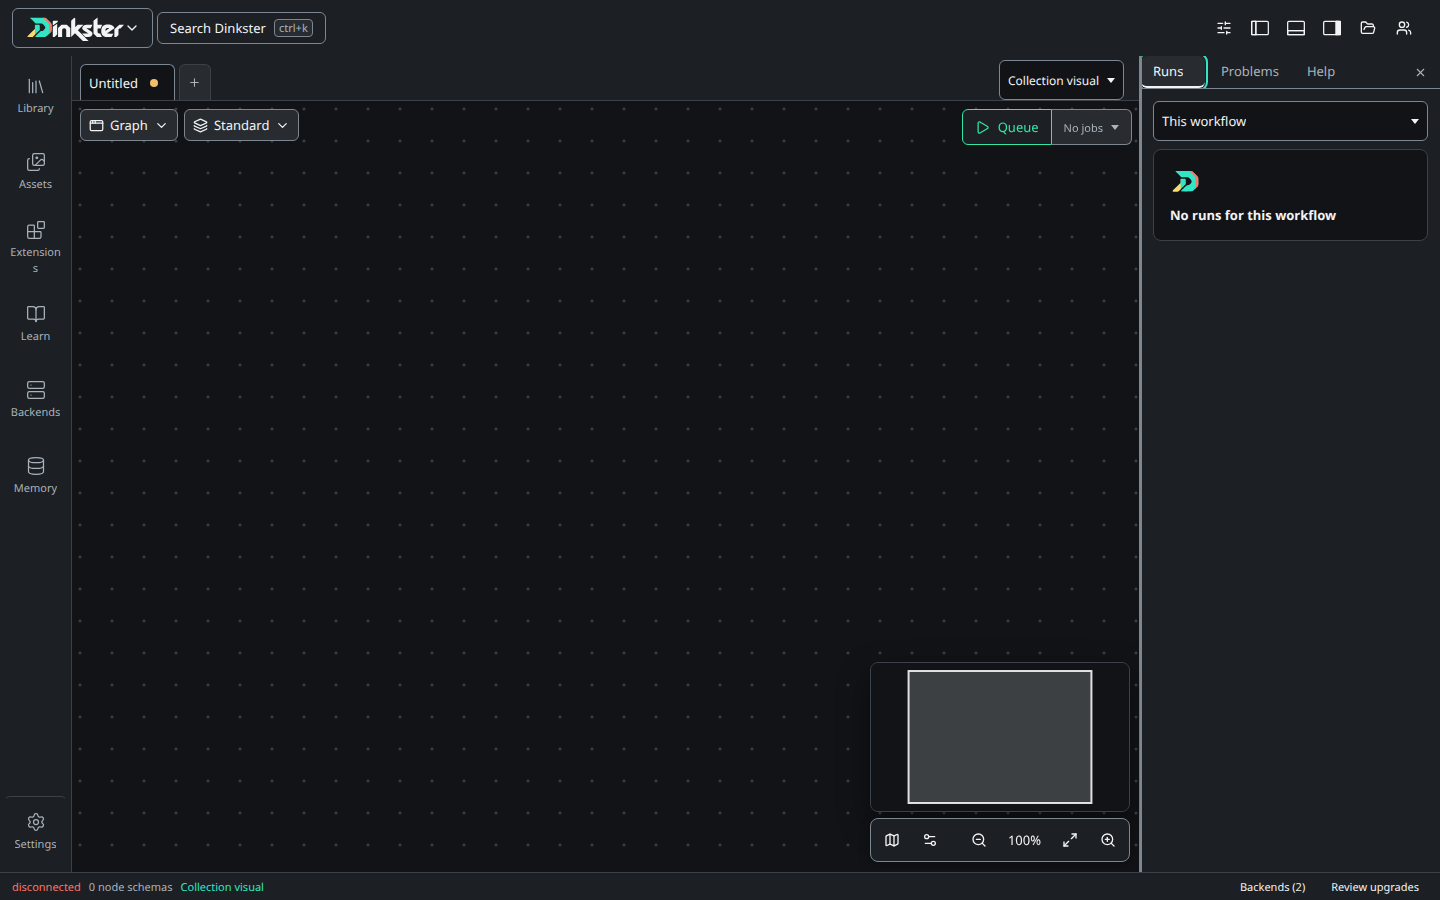 Dinkster
Search Dinkster ctrl+k
Untitled
+
Collection visual
Runs
Problems
Help
Library
Assets
Extension
s
Learn
Backends
Memory
Settings
Graph
Standard
Queue
No jobs
This workflow
No runs for this workflow
100%
disconnected 0 node schemas Collection visual
Backends (2) Review upgrades